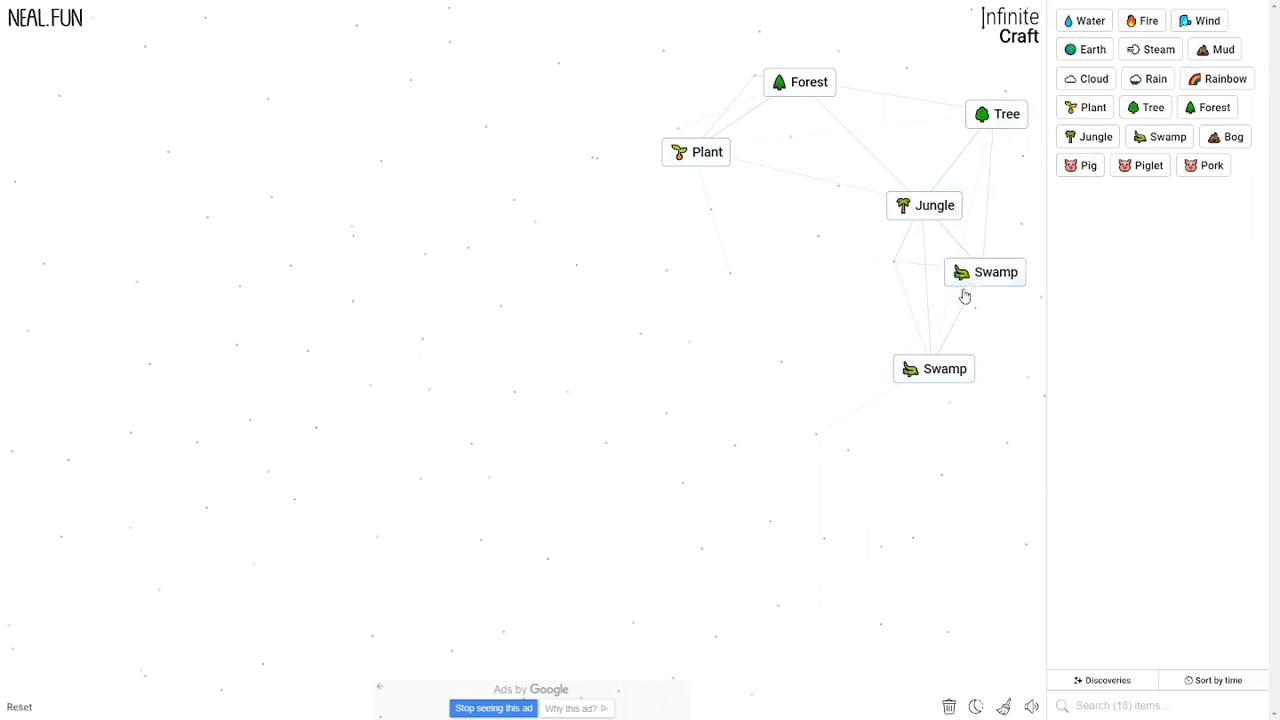 NEAL.FUN
Infinite
Craft
Forest
Tree
Plant
Jungle
Swamp
Swamp
Water Fire Wind
Earth Steam Mud
Cloud Rain Rainbow
Plant Tree Forest
Jungle Swamp Bog
Pig Piglet Pork
Discoveries Sort by time
Search (18) items...
Reset
Ads by Google
Stop seeing this ad Why this ad?